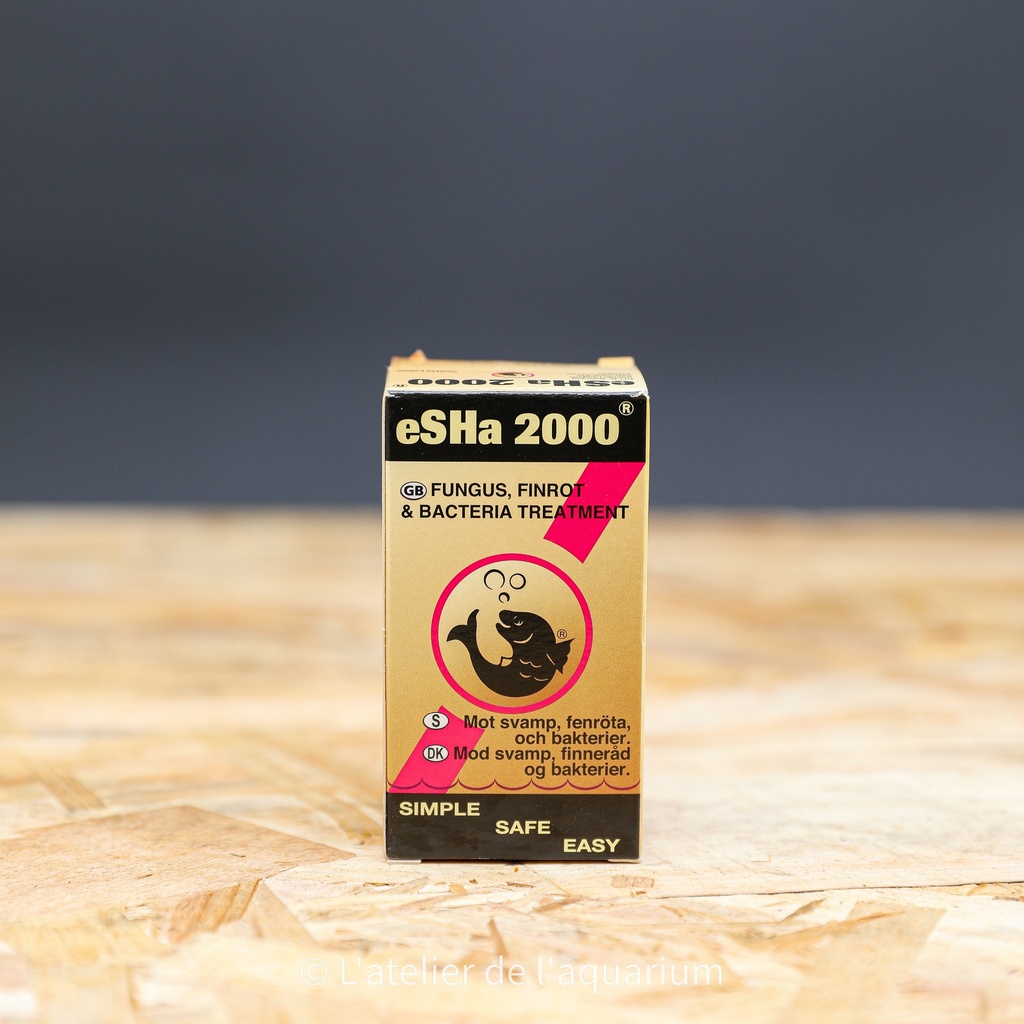 eSHa 2000
eSHa 2000®
GB FUNGUS, FINROT
& BACTERIA TREATMENT
®
S Mot svamp, fenröta,
och bakterier.
DK Mod svamp, finneråd
og bakterier.
SIMPLE
SAFE
EASY
© L'atelier de l'aquarium